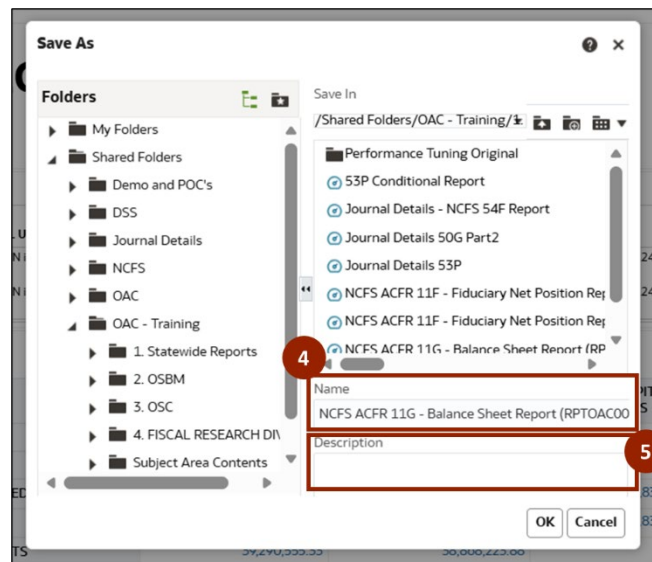 Save As
Folders
My Folders
Shared Folders
Demo and POC's
DSS
Journal Details
NCFS
OAC
OAC - Training
1. Statewide Reports
2. OSBM
3. OSC
4. FISCAL RESEARCH DI
Subject Area Contents
Save In
/Shared Folders/OAC - Training/1.
Performance Tuning Original
53P Conditional Report
Journal Details - NCFS 54F Report
Journal Details 50G Part2
Journal Details 53P
NCFS ACFR 11F - Fiduciary Net Position Rep
NCFS ACFR 11F - Fiduciary Net Position Rep
NCFS ACFR 11G - Balance Sheet Report (RP
4
Name
NCFS ACFR 11G - Balance Sheet Report (RPTOAC00
Description
5
OK Cancel